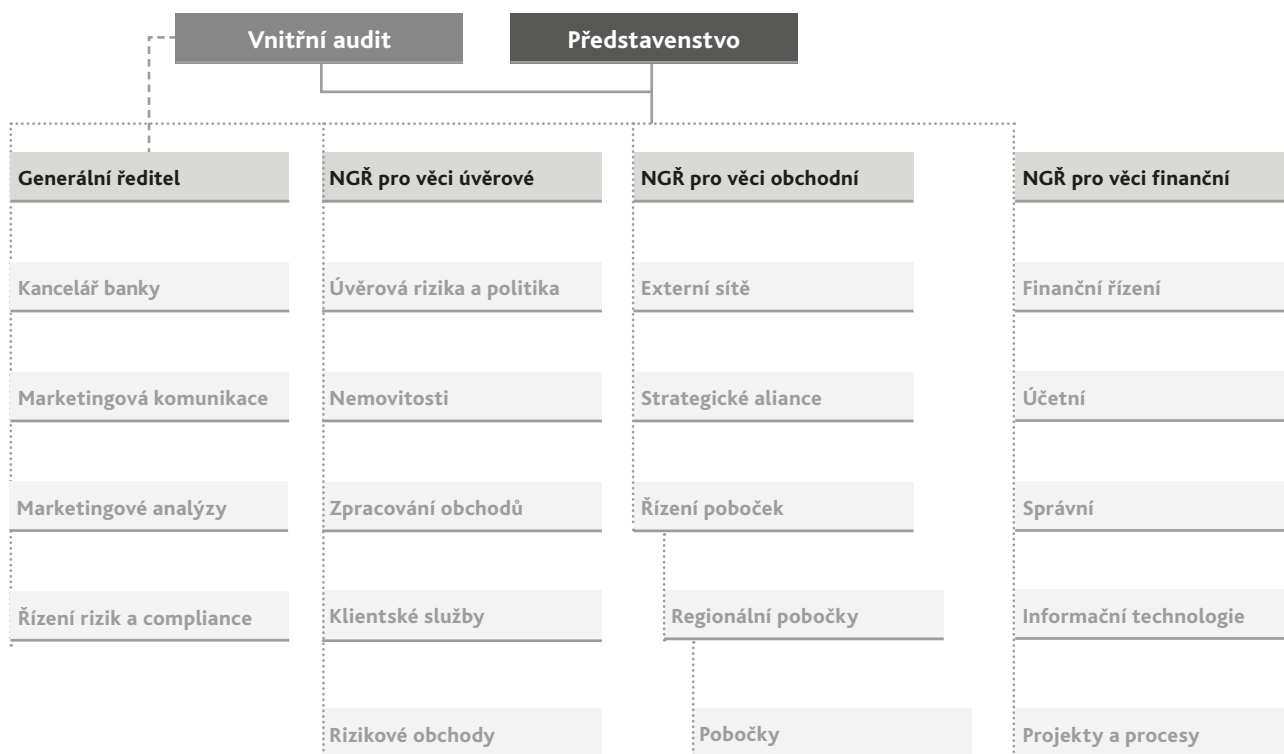 Vnitřní audit
Představenstvo
Generální ředitel
NGŘ pro věci úvěrové
NGŘ pro věci obchodní
NGŘ pro věci finanční
Kancelář banky
Úvěrová rizika a politika
Externí sítě
Finanční řízení
Marketingová komunikace
Nemovitosti
Strategické aliance
Účetní
Marketingové analýzy
Zpracování obchodů
Řízení poboček
Správní
Řízení rizik a compliance
Klientské služby
Regionální pobočky
Informační technologie
Rizikové obchody
Pobočky
Projekty a procesy